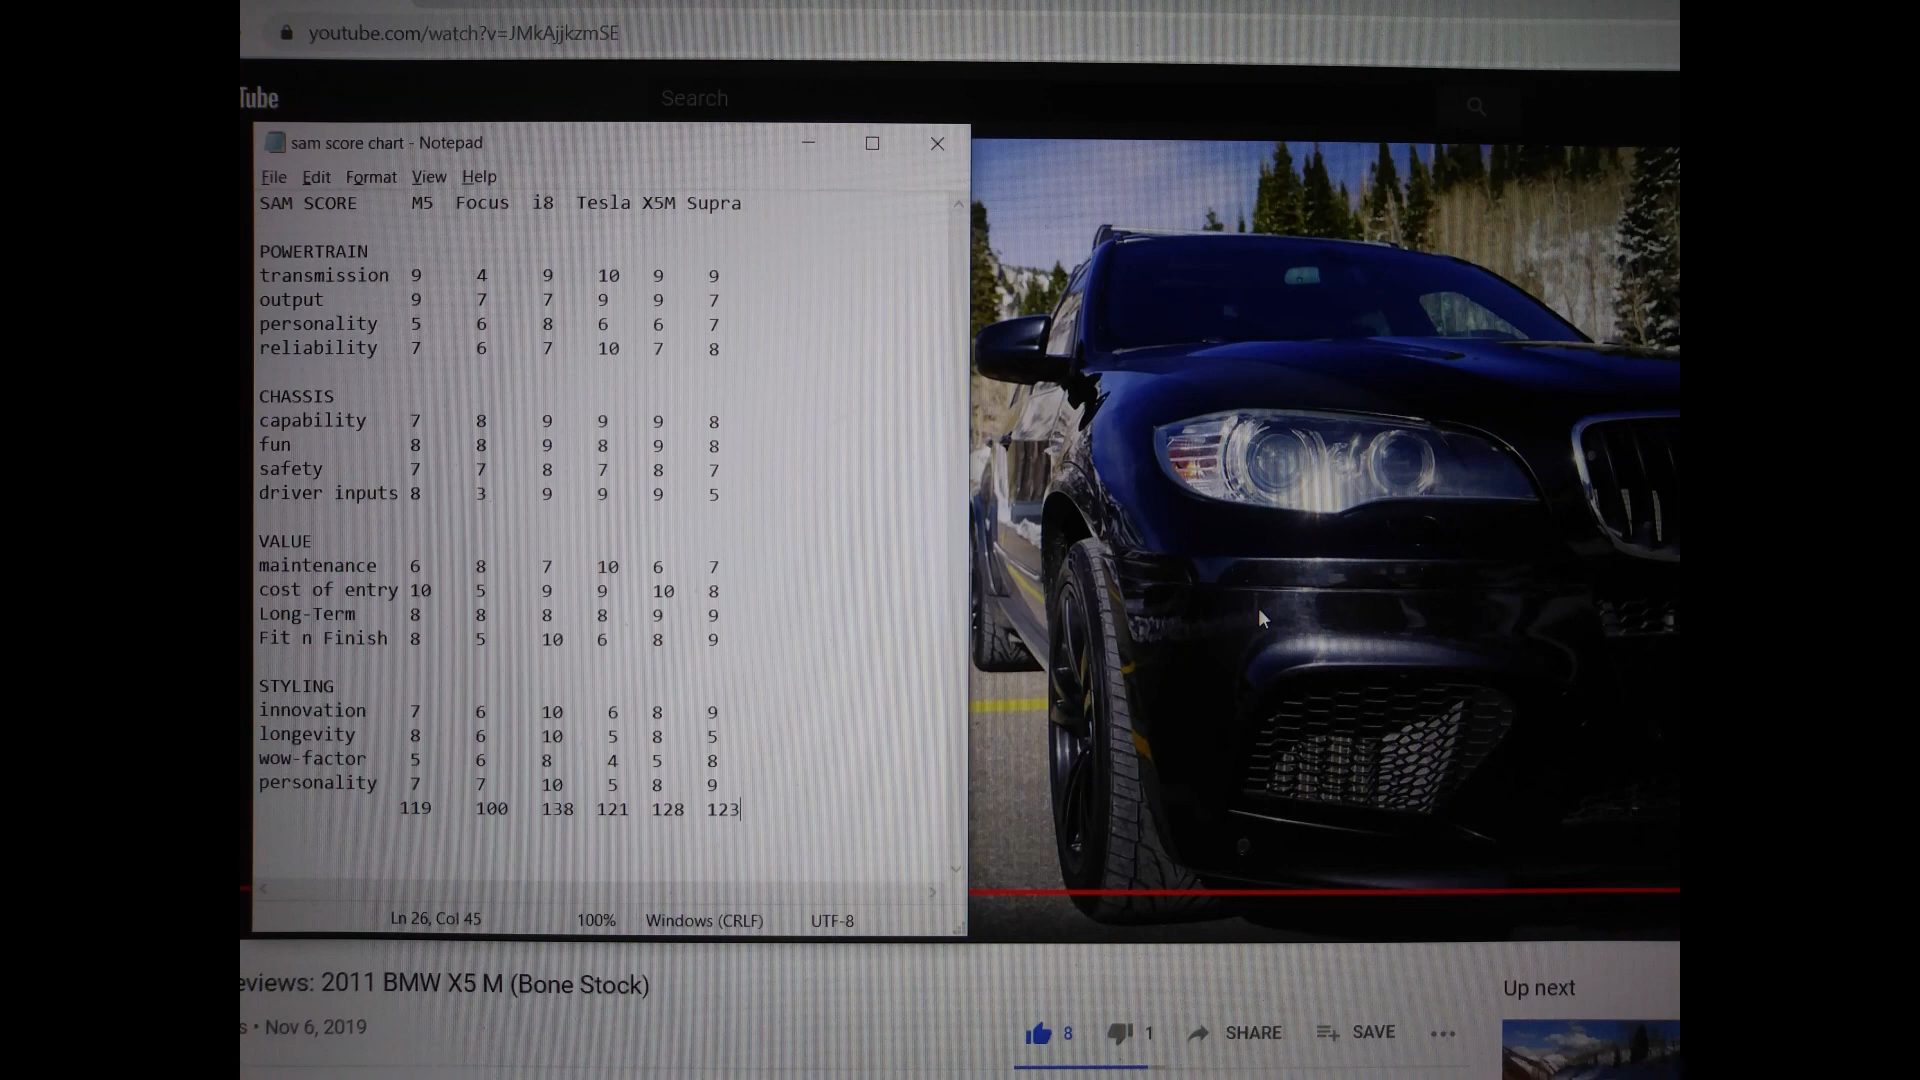 youtube.com/watch?v=JMkAjjkzmSE
Tube
Search
sam score chart - Notepad
File Edit Format View Help
SAM SCORE M5 Focus i8 Tesla X5M Supra
POWERTRAIN
transmission 9 4 9 10 9 9
output 9 7 7 9 9 7
personality 5 6 8 6 6 7
reliability 7 6 7 10 7 8
CHASSIS
capability 7 8 9 9 9 8
fun 8 8 9 8 9 8
safety 7 7 8 7 8 7
driver inputs 8 3 9 9 9 5
VALUE
maintenance 6 8 7 10 6 7
cost of entry 10 5 9 9 10 8
Long-Term 8 8 8 8 9 9
Fit n Finish 8 5 10 6 8 9
STYLING
innovation 7 6 10 6 8 9
longevity 8 6 10 5 8 5
wow-factor 5 6 8 4 5 8
personality 7 7 10 5 8 9
119 100 138 121 128 123
Ln 26, Col 45 100% Windows (CRLF) UTF-8
eviews: 2011 BMW X5 M (Bone Stock)
s • Nov 6, 2019
8 1 SHARE SAVE
Up next